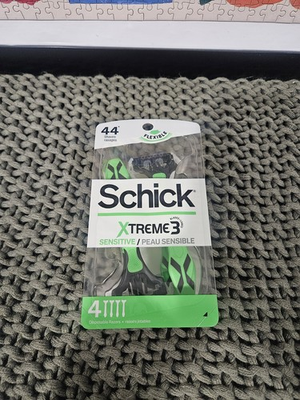 44°
FLEXIBLE
Schick
XTREME3
SENSITIVE / PEAU SENSIBLE
4